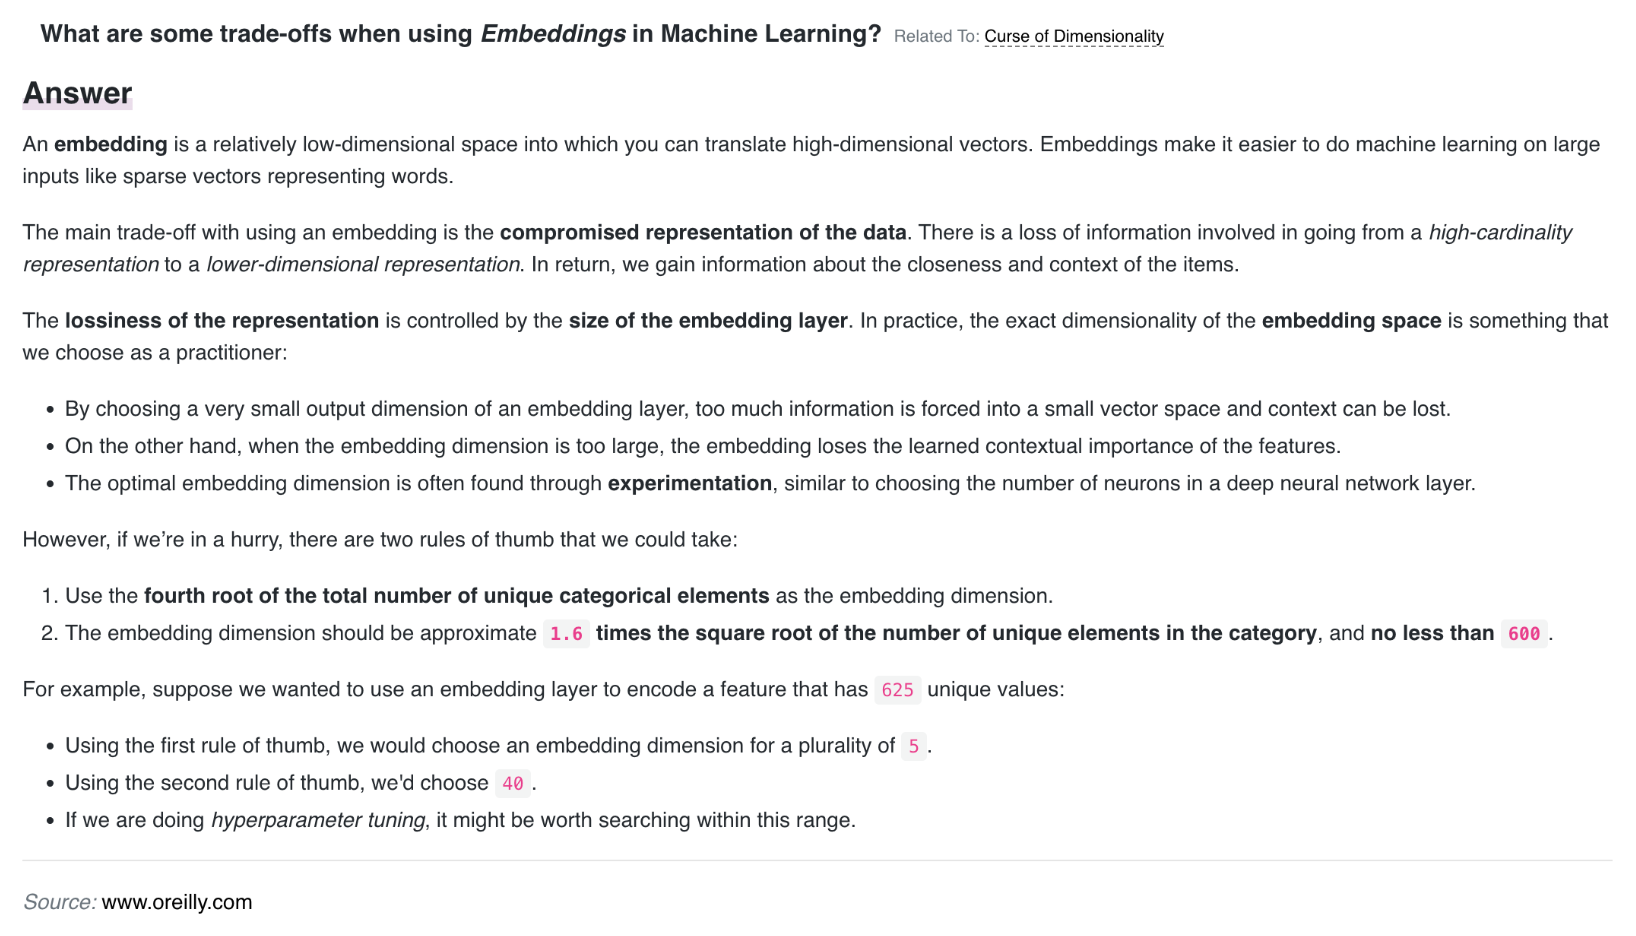 What are some trade-offs when using Embeddings in Machine Learning? Related To: Curse of Dimensionality
Answer
An embedding is a relatively low-dimensional space into which you can translate high-dimensional vectors. Embeddings make it easier to do machine learning on large
inputs like sparse vectors representing words.
The main trade-off with using an embedding is the compromised representation of the data. There is a loss of information involved in going from a high-cardinality
representation to a lower-dimensional representation. In return, we gain information about the closeness and context of the items.
The lossiness of the representation is controlled by the size of the embedding layer. In practice, the exact dimensionality of the embedding space is something that
we choose as a practitioner:
• By choosing a very small output dimension of an embedding layer, too much information is forced into a small vector space and context can be lost.
• On the other hand, when the embedding dimension is too large, the embedding loses the learned contextual importance of the features.
• The optimal embedding dimension is often found through experimentation, similar to choosing the number of neurons in a deep neural network layer.
However, if we’re in a hurry, there are two rules of thumb that we could take:
1. Use the fourth root of the total number of unique categorical elements as the embedding dimension.
2. The embedding dimension should be approximate 1.6 times the square root of the number of unique elements in the category, and no less than 600.
For example, suppose we wanted to use an embedding layer to encode a feature that has 625 unique values:
• Using the first rule of thumb, we would choose an embedding dimension for a plurality of 5.
• Using the second rule of thumb, we'd choose 40.
• If we are doing hyperparameter tuning, it might be worth searching within this range.
Source: www.oreilly.com